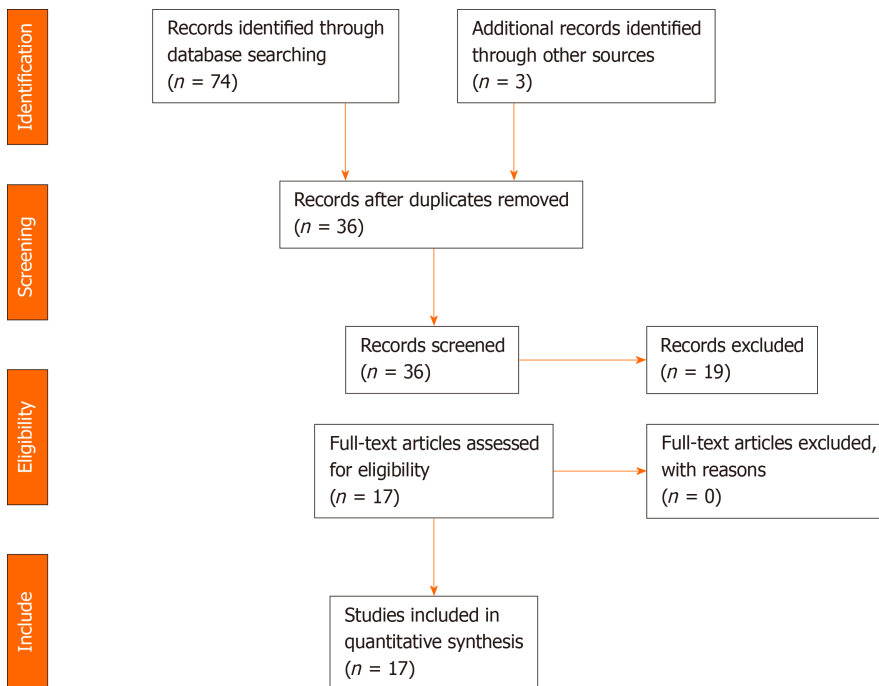 Identification
Records identified through
database searching
(n = 74)
Additional records identified
through other sources
(n = 3)
Screening
Records after duplicates removed
(n = 36)
Records screened
(n = 36)
Records excluded
(n = 19)
Eligibility
Full-text articles assessed
for eligibility
(n = 17)
Full-text articles excluded,
with reasons
(n = 0)
Include
Studies included in
quantitative synthesis
(n = 17)